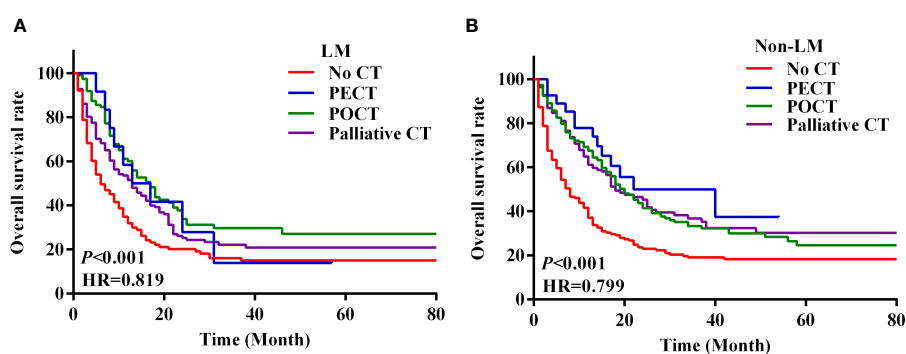 A
LM
No CT
PECT
POCT
Palliative CT
Overall survival rate
100
80
60
40
20
0
P<0.001
HR=0.819
0 20 40 60 80
Time (Month)
B
Non-LM
No CT
PECT
POCT
Palliative CT
Overall survival rate
100
80
60
40
20
0
P<0.001
HR=0.799
0 20 40 60 80
Time (Month)